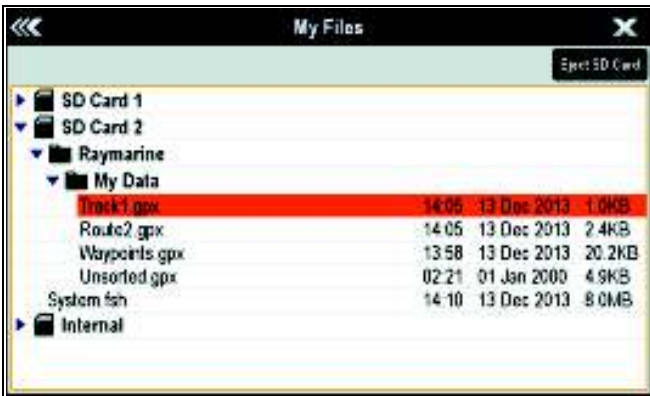 My Files
Eject SD Card
SD Card 1
SD Card 2
Raymarine
My Data
Track1.gpx 14:05 13 Dec 2013 1.0KB
Route2.gpx 14:05 13 Dec 2013 2.4KB
Waypoints.gpx 13:58 13 Dec 2013 20.2KB
Unsorted.gpx 02:21 01 Jan 2000 4.9KB
System.fsh 14:10 13 Dec 2013 8.0MB
Internal